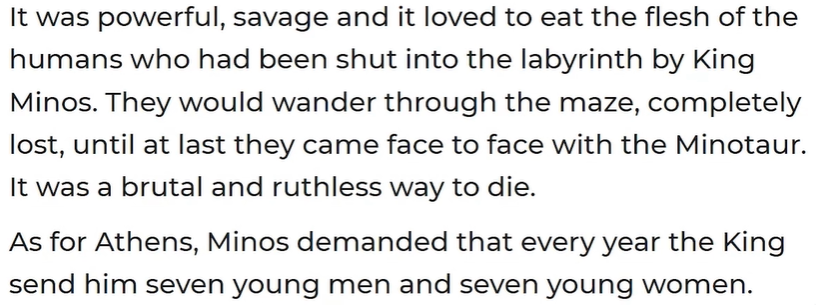 It was powerful, savage and it loved to eat the flesh of the
humans who had been shut into the labyrinth by King
Minos. They would wander through the maze, completely
lost, until at last they came face to face with the Minotaur.
It was a brutal and ruthless way to die.
As for Athens, Minos demanded that every year the King
send him seven young men and seven young women.